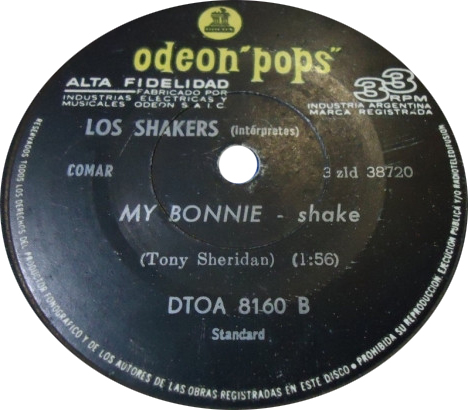 odeon "pops"
ALTA FIDELIDAD
FABRICADO POR
INDUSTRIAS ELECTRICAS Y
MUSICALES ODEON S A I C
33
RPM
INDUSTRIA ARGENTINA
MARCA REGISTRADA
LOS SHAKERS (intérpretes)
COMAR
3 zld 38720
MY BONNIE - shake
(Tony Sheridan) (1:56)
DTOA 8160 B
Standard
RESERVADOS TODOS LOS DERECHOS DEL PRODUCTOR FONOGRAFICO Y DE LOS AUTORES DE LAS OBRAS REGISTRADAS EN ESTE DISCO • PROHIBIDA SU REPRODUCCION, EJECUCION PUBLICA Y/O RADIOTELEDIFUSION